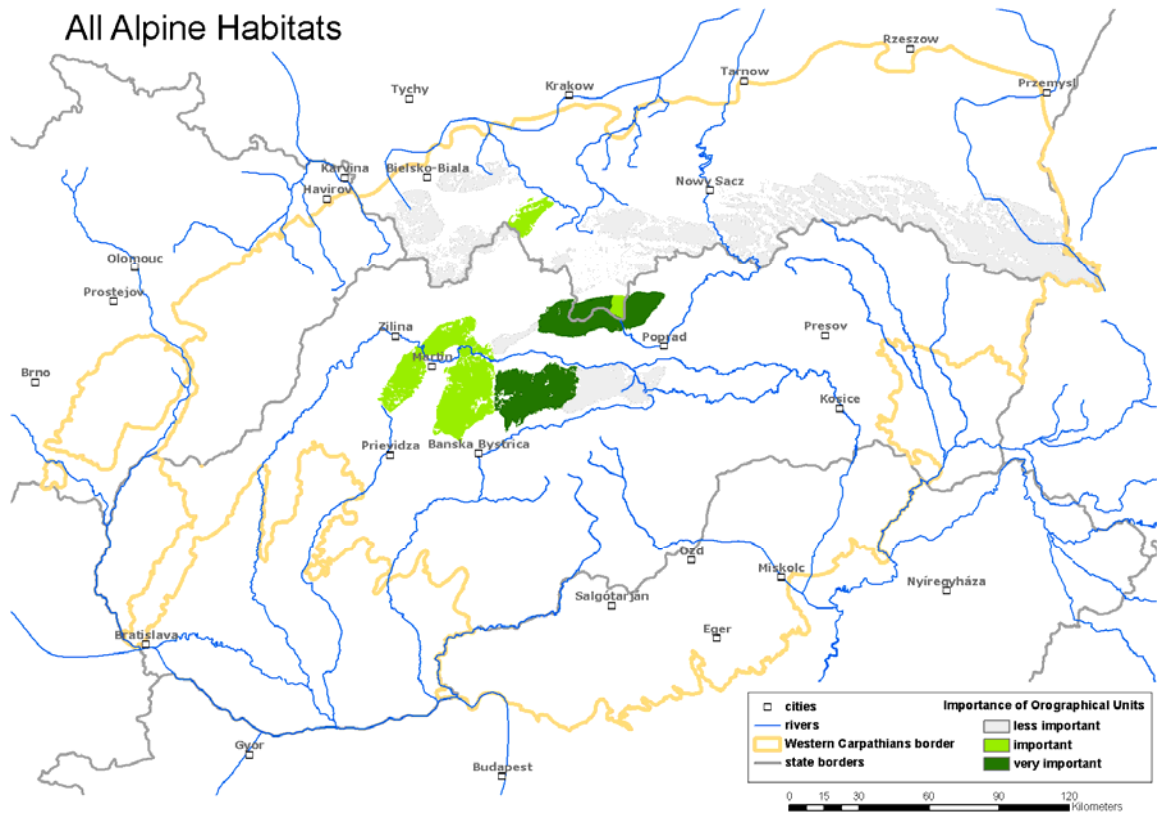 All Alpine Habitats
Rzeszow
Tarnow
Tychy
Krakow
Przemysl
Karvina
Bielsko-Biala
Havirov
Nowy Sacz
Olomouc
Prostejov
Zilina
Poprad
Presov
Martin
Brno
Kosice
Prievidza
Banska Bystrica
Ozd
Miskolc
Nyíregyháza
Salgótarján
Eger
Bratislava
Gyor
Budapest
cities
rivers
Western Carpathians border
state borders
Importance of Orographical Units
less important
important
very important
0 15 30 60 90 120
Kilometers